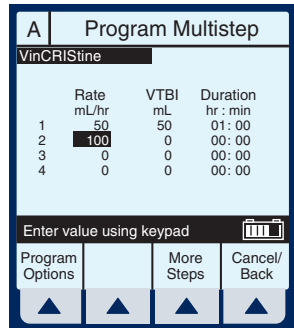 A Program Multistep
VinCRIStine
Rate VTBI Duration
mL/hr mL hr : min
1 50 50 01: 00
2 100 0 00: 00
3 0 0 00: 00
4 0 0 00: 00
Enter value using keypad
Program More Cancel/
Options Steps Back